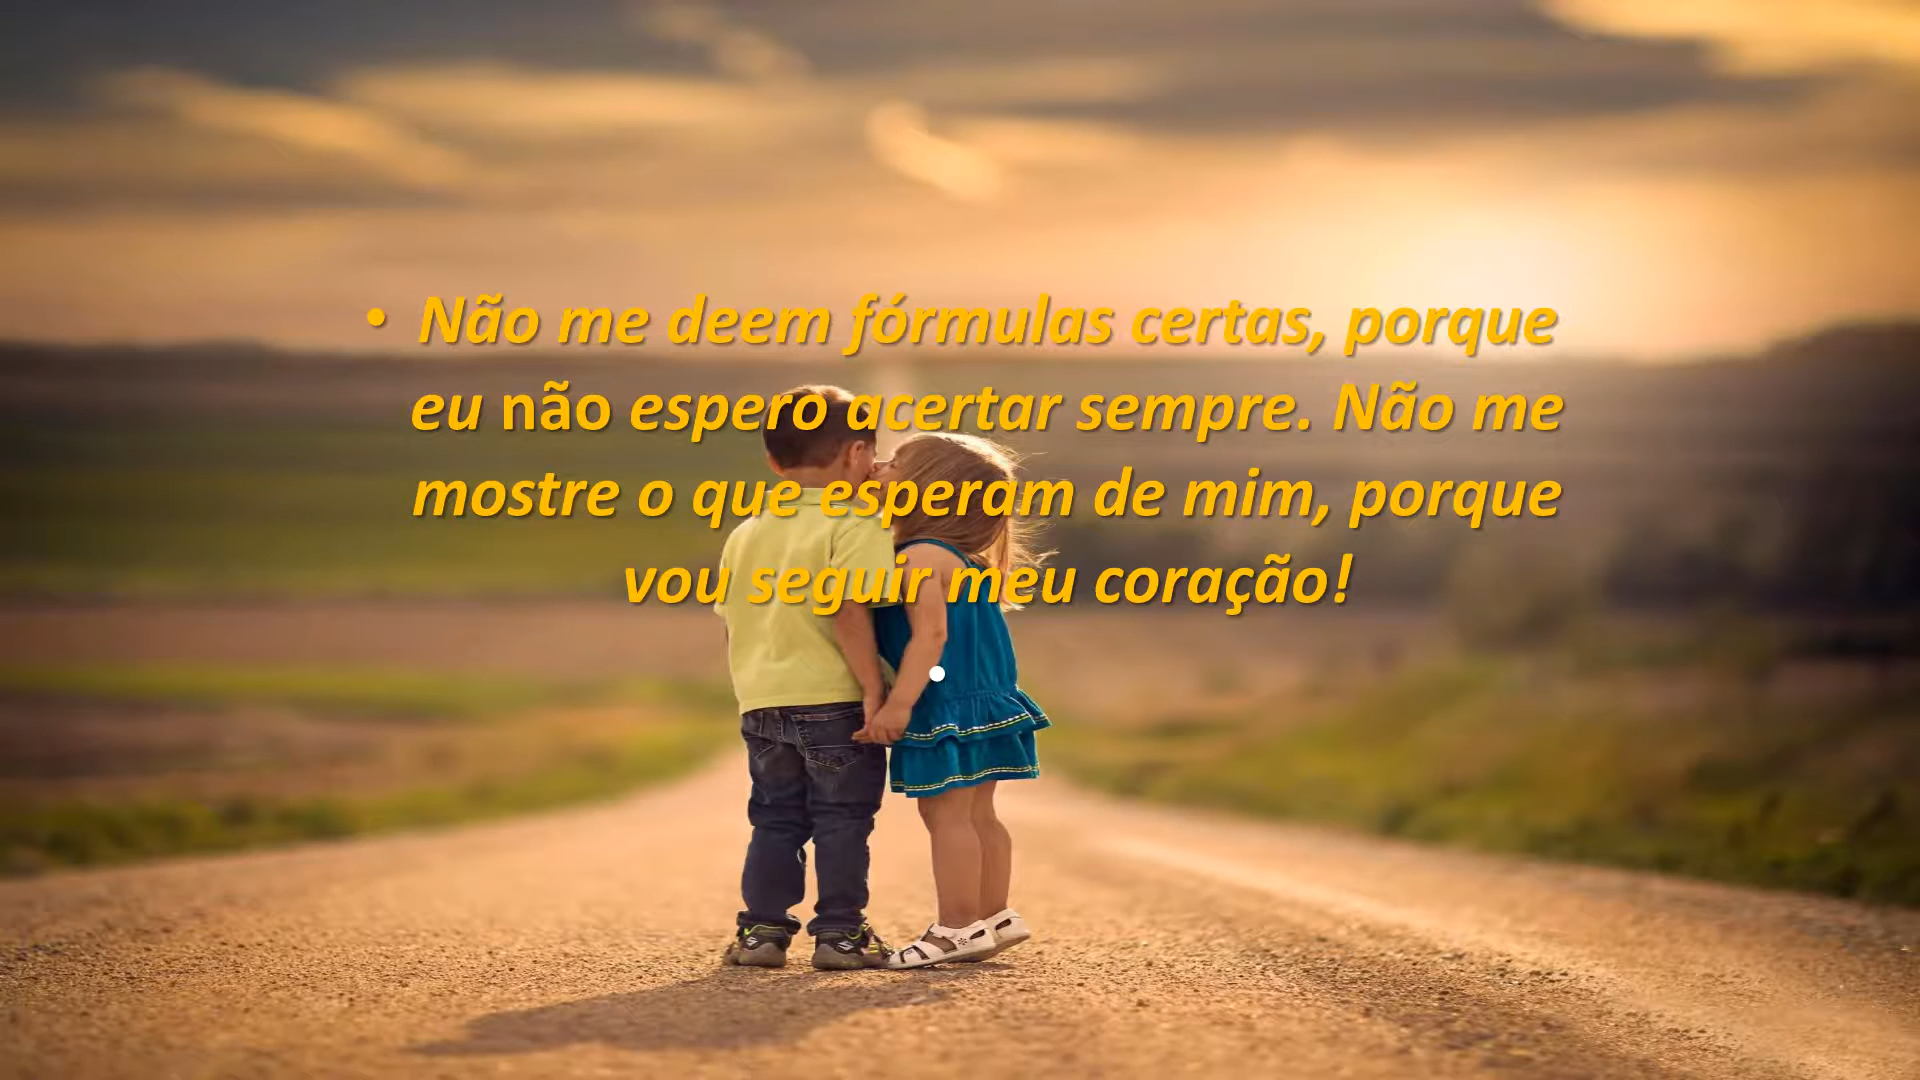 • Não me deem fórmulas certas, porque
eu não espero acertar sempre. Não me
mostre o que esperam de mim, porque
vou seguir meu coração!